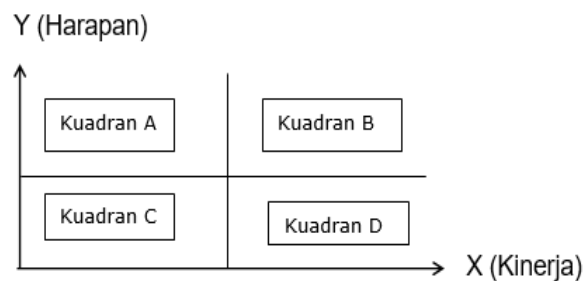 Y (Harapan)
Kuadran A
Kuadran B
Kuadran C
Kuadran D
X (Kinerja)